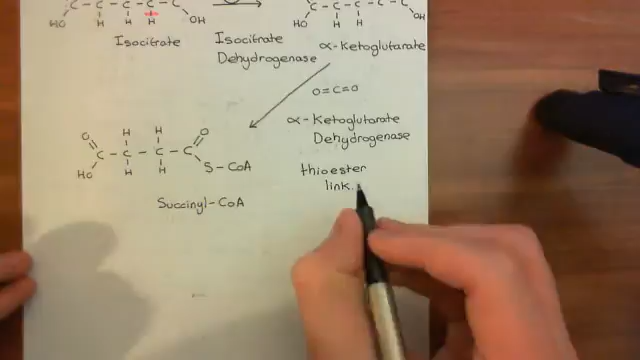 C - C - C - C - C
C - C - C - C - C
HO H H H OH
HO H H H OH
Isocitrate
Isocitrate
Dehydrogenase
α-Ketoglutarate
O=C=O
α-Ketoglutarate
Dehydrogenase
O H H O
C - C - C - C
HO H H S-CoA
thioester
link.
Succinyl-CoA